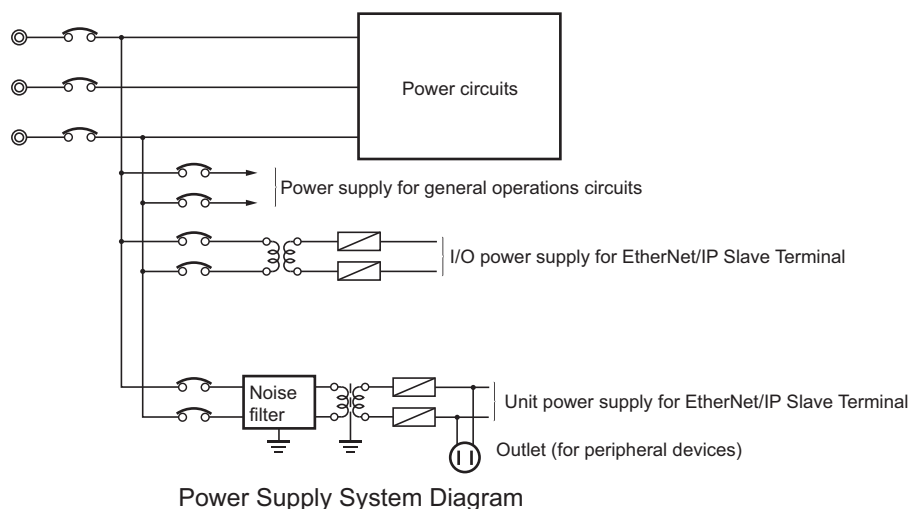 Power circuits
Power supply for general operations circuits
I/O power supply for EtherNet/IP Slave Terminal
Noise
filter
Unit power supply for EtherNet/IP Slave Terminal
Outlet (for peripheral devices)
Power Supply System Diagram